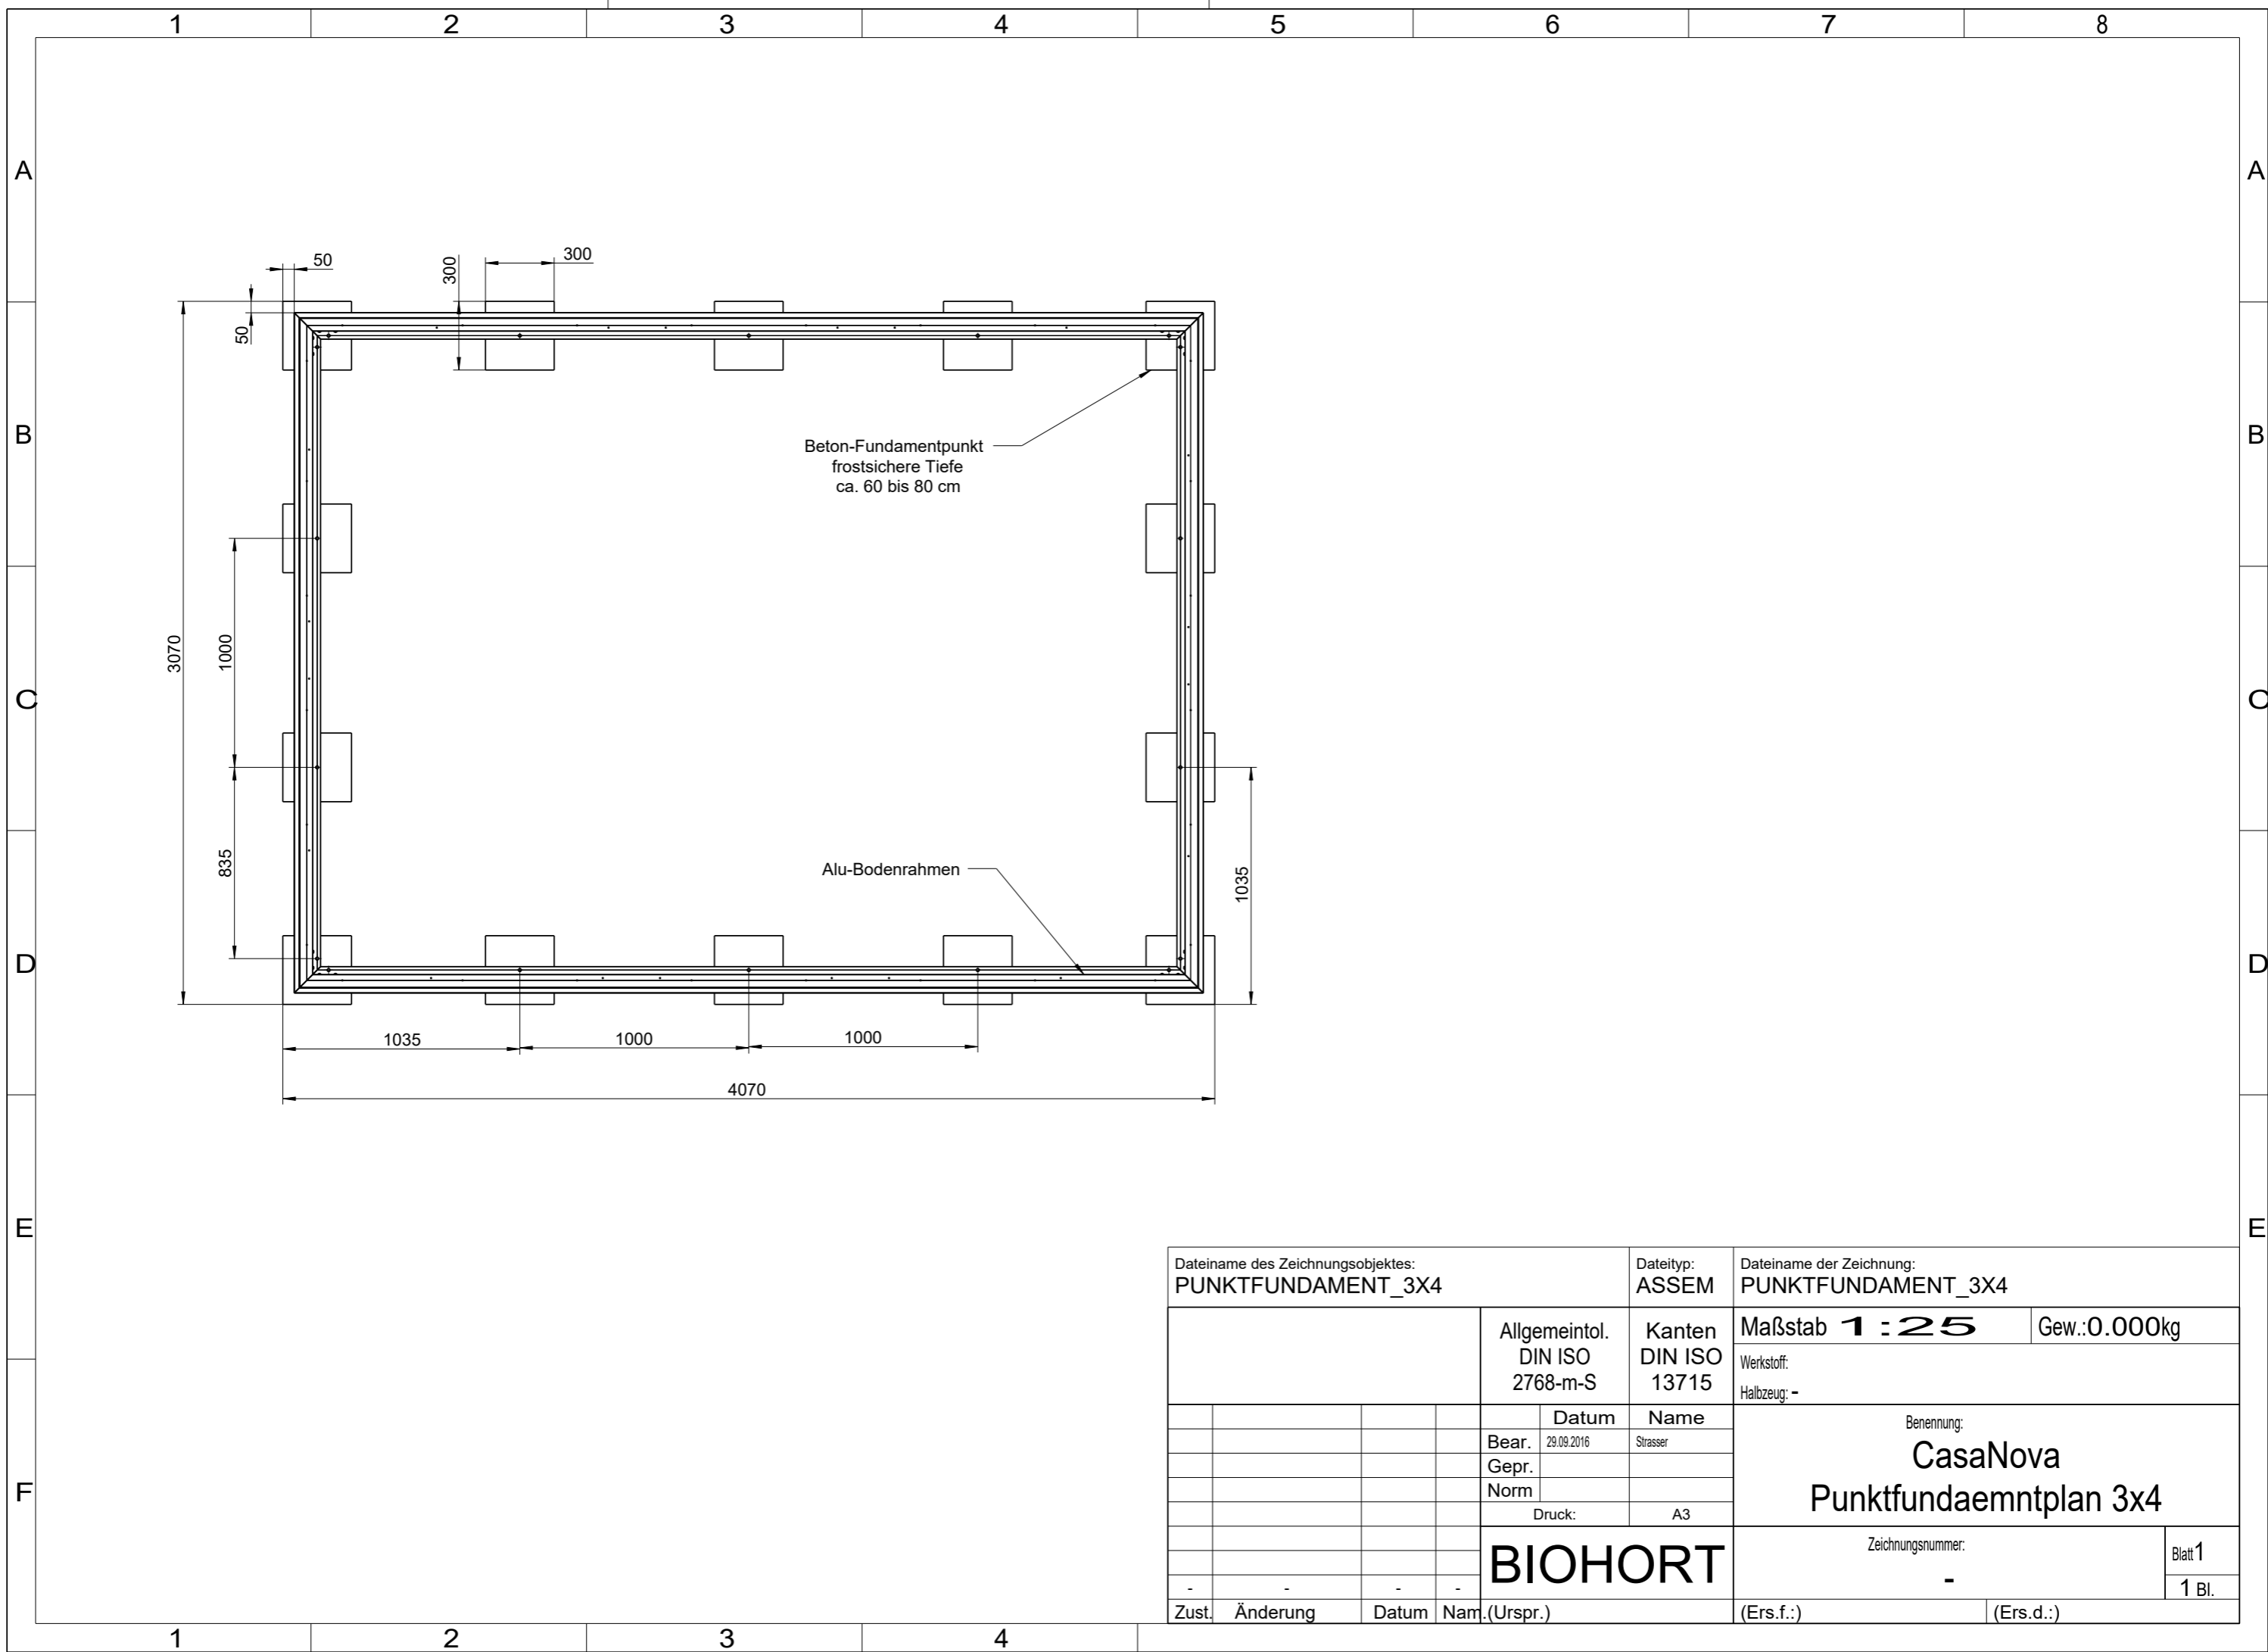 1 2 3 4 5 6 7 8
A A
50
300
300
50
B B
Beton-Fundamentpunkt
frostsichere Tiefe
ca. 60 bis 80 cm
3070
1000
C C
835
Alu-Bodenrahmen
1035
D D
1035 1000 1000
4070
E E
Dateiname des Zeichnungsobjektes:
PUNKTFUNDAMENT_3X4
Dateityp:
ASSEM
Dateiname der Zeichnung:
PUNKTFUNDAMENT_3X4
Allgemeintol.
DIN ISO
2768-m-S
Kanten
DIN ISO
13715
Maßstab 1:25
Gew.:0.000kg
Werkstoff:
Halbzeug: -
Datum Name
Bear. 29.09.2016 Strasser
Gepr.
Norm
Druck: A3
Benennung:
CasaNova
Punktfundaemntplan 3x4
F
BIOHORT
Zeichnungsnummer:
-
Blatt 1
1 Bl.
- - - -
Zust. Änderung Datum Nam. (Urspr.) (Ers.f.:) (Ers.d.:)
1 2 3 4